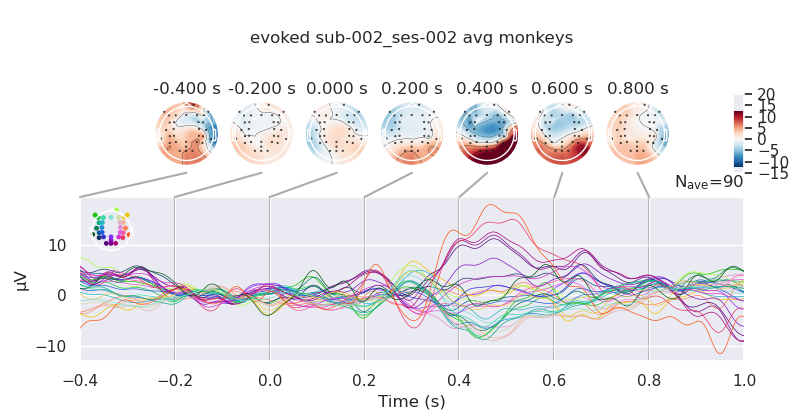 evoked sub-002_ses-002 avg monkeys
-0.400 s -0.200 s 0.000 s 0.200 s 0.400 s 0.600 s 0.800 s
20
15
10
5
0
−5
−10
−15
Nave=90
10
0
−10
µV
−0.4 −0.2 0.0 0.2 0.4 0.6 0.8 1.0
Time (s)